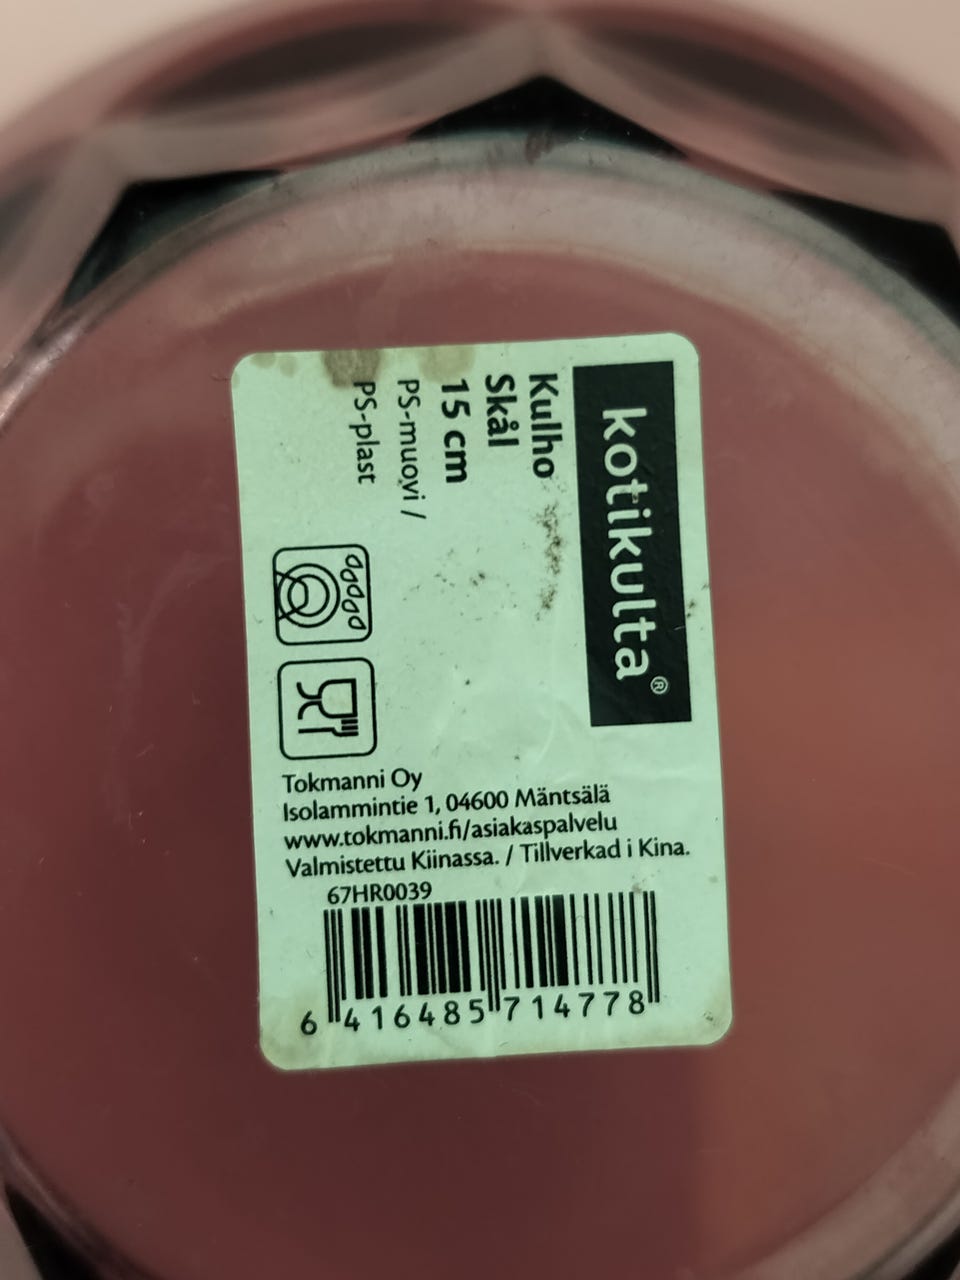 kotikulta®
Kulho
Skål
15 cm
PS-muovi /
PS-plast
Tokmanni Oy
Isolammintie 1, 04600 Mäntsälä
www.tokmanni.fi/asiakaspalvelu
Valmistettu Kiinassa. / Tillverkad i Kina.
67HR0039
6 416485 714778